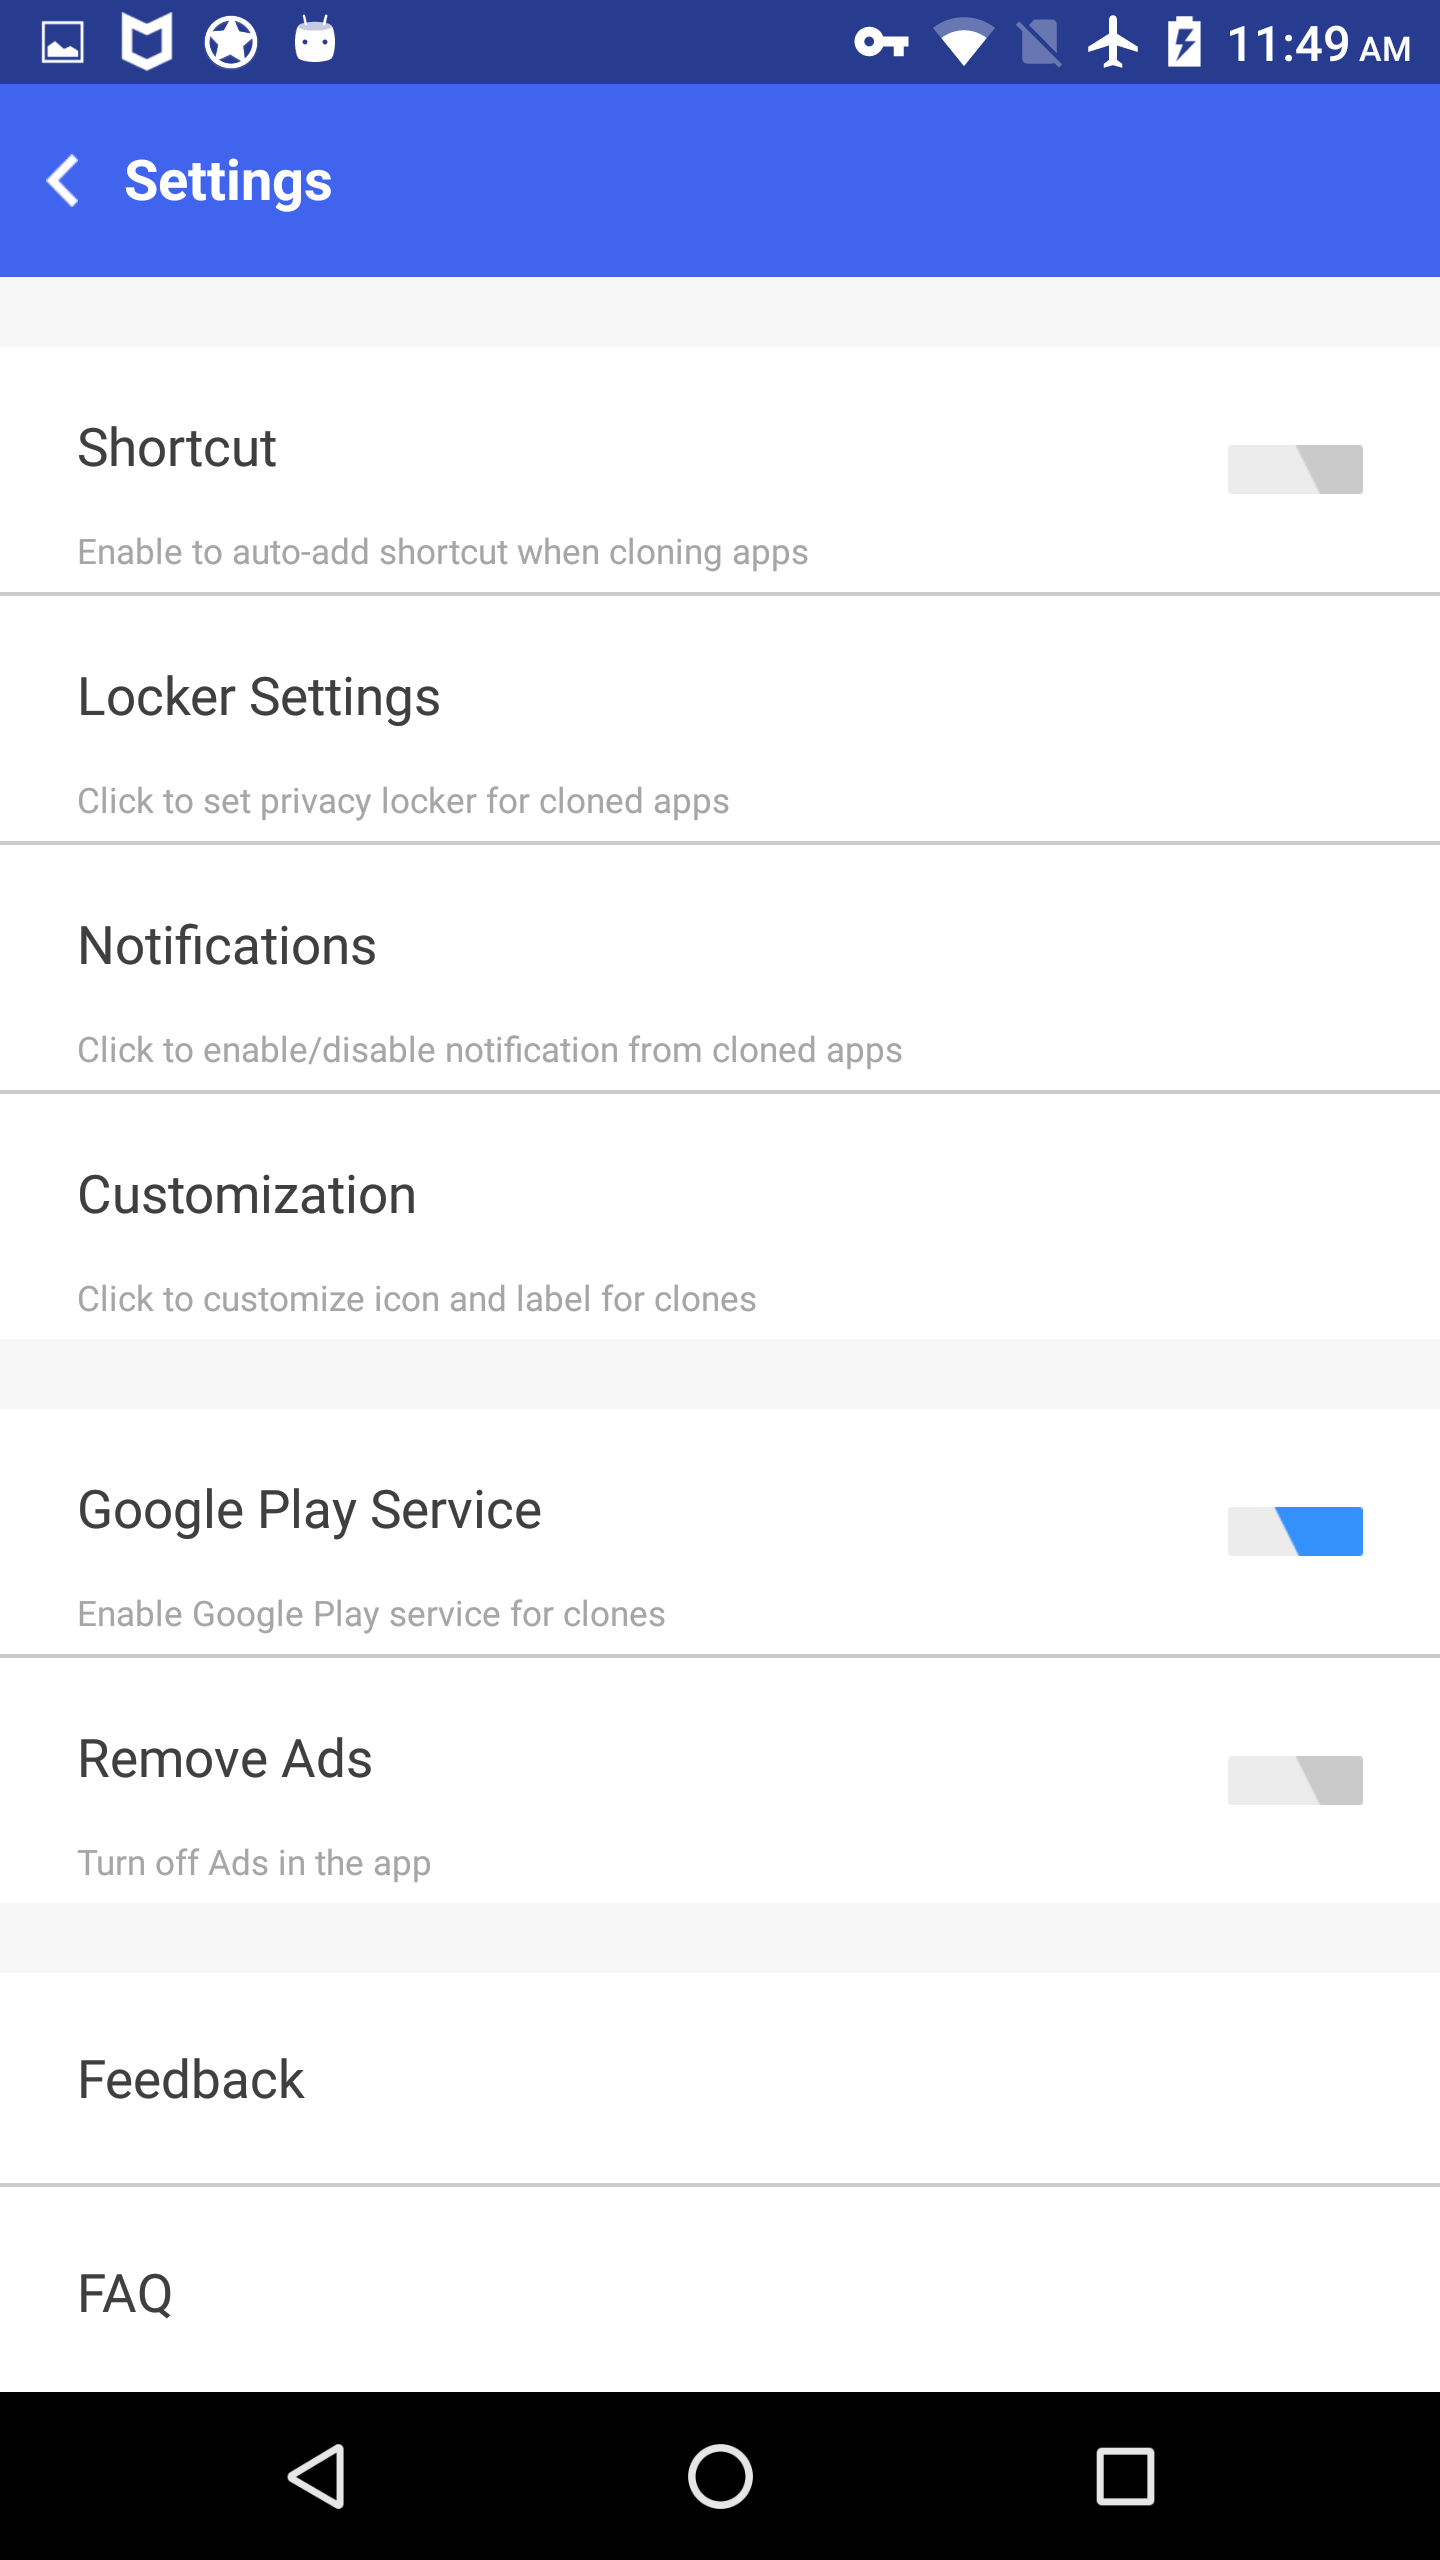 11:49 AM
Settings
Shortcut
Enable to auto-add shortcut when cloning apps
Locker Settings
Click to set privacy locker for cloned apps
Notifications
Click to enable/disable notification from cloned apps
Customization
Click to customize icon and label for clones
Google Play Service
Enable Google Play service for clones
Remove Ads
Turn off Ads in the app
Feedback
FAQ